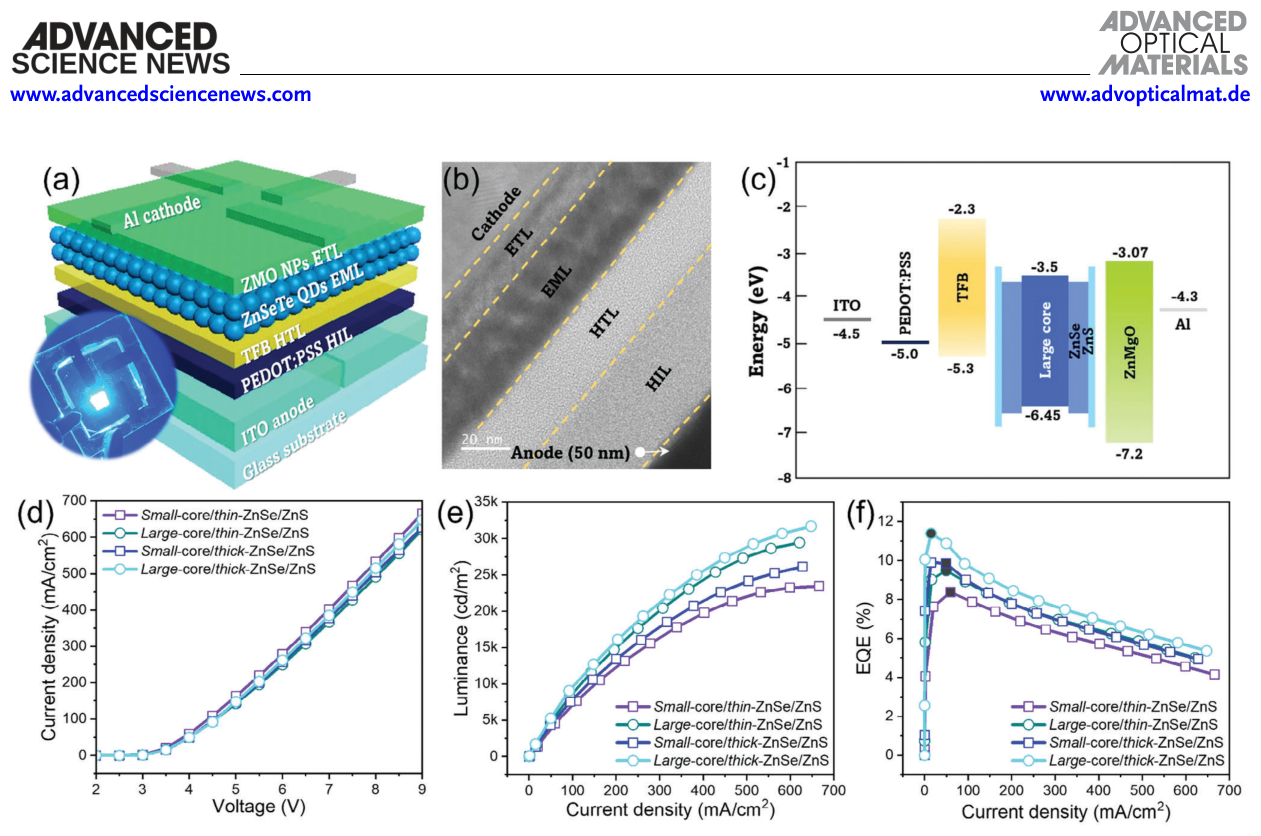 ADVANCED
SCIENCE NEWS
www.advancedsciencenews.com
ADVANCED
OPTICAL
MATERIALS
www.advopticalmat.de
(a)
Al cathode
ZMO NPs ETL
ZnSeTe QDs EML
TFB HTL
PEDOT:PSS HIL
ITO anode
Glass substrate
(b)
Cathode
ETL
EML
HTL
HIL
20 nm
Anode (50 nm)
(c)
Energy (eV)
-1
-2
-3
-4
-5
-6
-7
-8
ITO
-4.5
PEDOT:PSS
-5.0
-2.3
TFB
-5.3
-3.5
Large core
ZnSe
ZnS
-6.45
-3.07
ZnMgO
-7.2
-4.3
Al
(d)
Current density (mA/cm²)
700
600
500
400
300
200
100
0
Small-core/thin-ZnSe/ZnS
Large-core/thin-ZnSe/ZnS
Small-core/thick-ZnSe/ZnS
Large-core/thick-ZnSe/ZnS
2 3 4 5 6 7 8 9
Voltage (V)
(e)
Luminance (cd/m²)
35k
30k
25k
20k
15k
10k
5k
0
Small-core/thin-ZnSe/ZnS
Large-core/thin-ZnSe/ZnS
Small-core/thick-ZnSe/ZnS
Large-core/thick-ZnSe/ZnS
0 100 200 300 400 500 600 700
Current density (mA/cm²)
(f)
EQE (%)
12
10
8
6
4
2
0
Small-core/thin-ZnSe/ZnS
Large-core/thin-ZnSe/ZnS
Small-core/thick-ZnSe/ZnS
Large-core/thick-ZnSe/ZnS
0 100 200 300 400 500 600 700
Current density (mA/cm²)